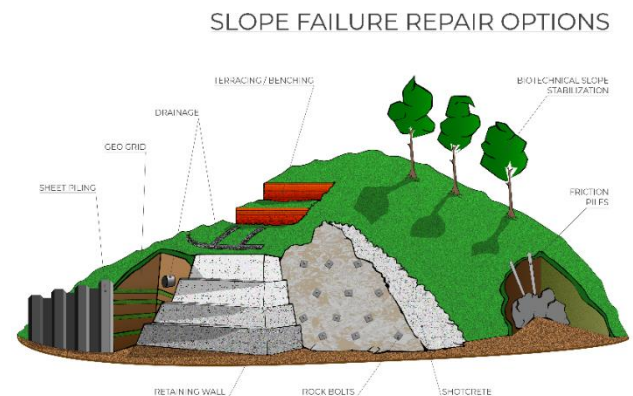 SLOPE FAILURE REPAIR OPTIONS
TERRACING / BENCHING
BIOTECHNICAL SLOPE
STABILIZATION
DRAINAGE
GEO GRID
SHEET PILING
FRICTION
PILES
RETAINING WALL
ROCK BOLTS
SHOTCRETE